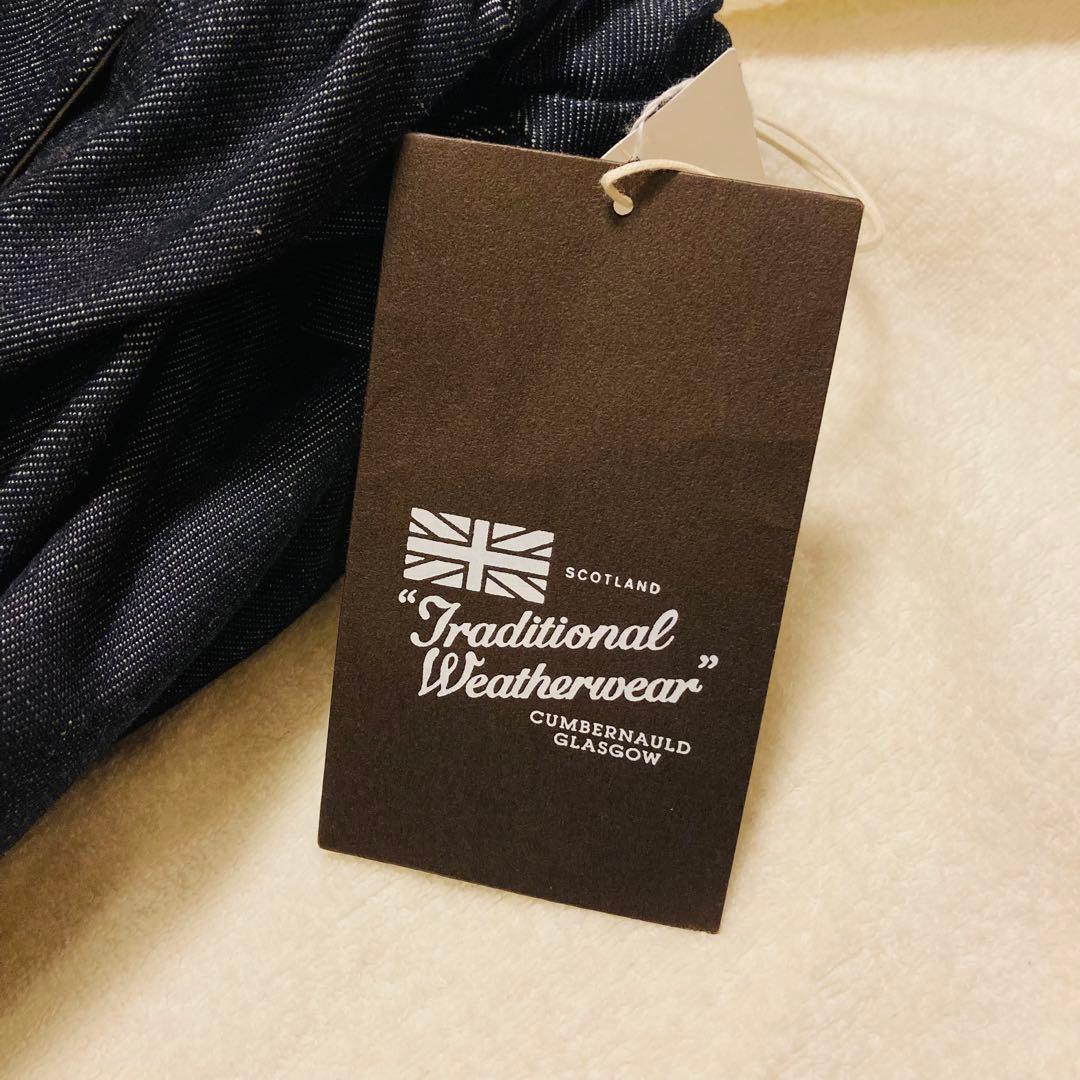 SCOTLAND
“Traditional
Weatherwear”
CUMBERNAULD
GLASGOW